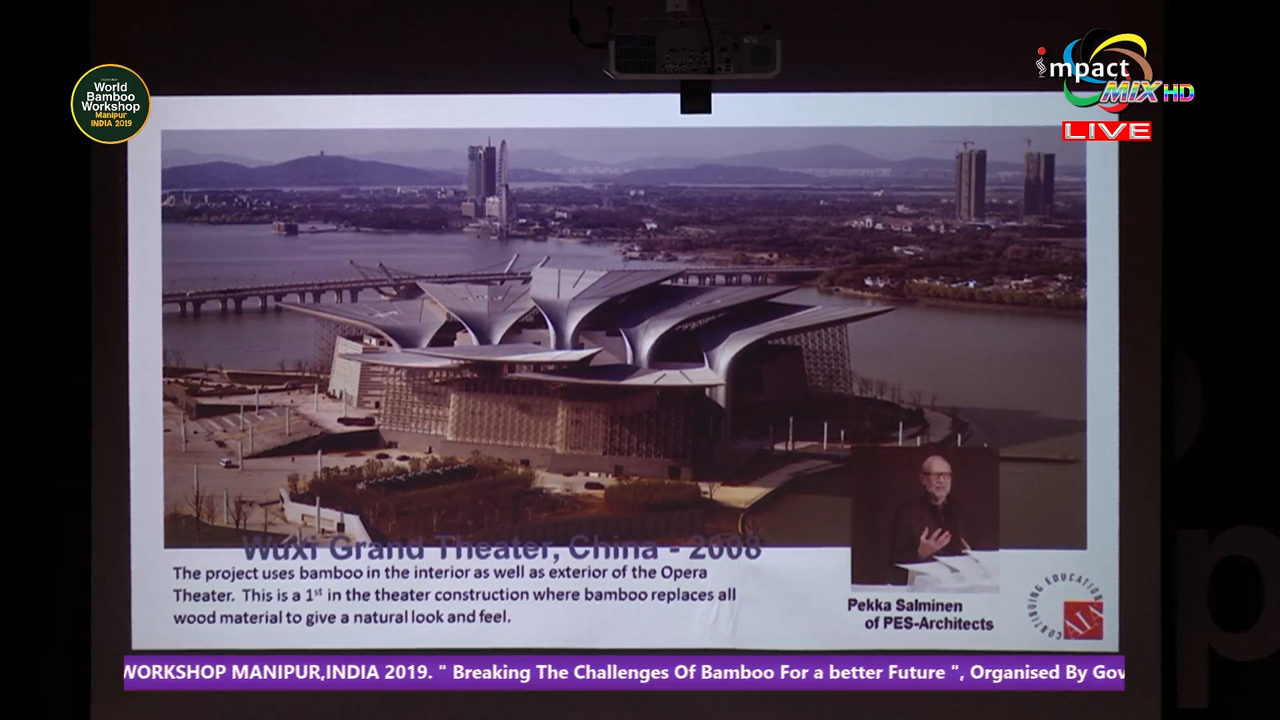 World
Bamboo
Workshop
Manipur
INDIA 2019
impact
MIX HD
LIVE
Wuxi Grand Theater, China - 2008
The project uses bamboo in the interior as well as exterior of the Opera
Theater. This is a 1st in the theater construction where bamboo replaces all
wood material to give a natural look and feel.
Pekka Salminen
of PES-Architects
CONTINUING EDUCATION
AIA
WORKSHOP MANIPUR,INDIA 2019. " Breaking The Challenges Of Bamboo For a better Future ", Organised By Gov